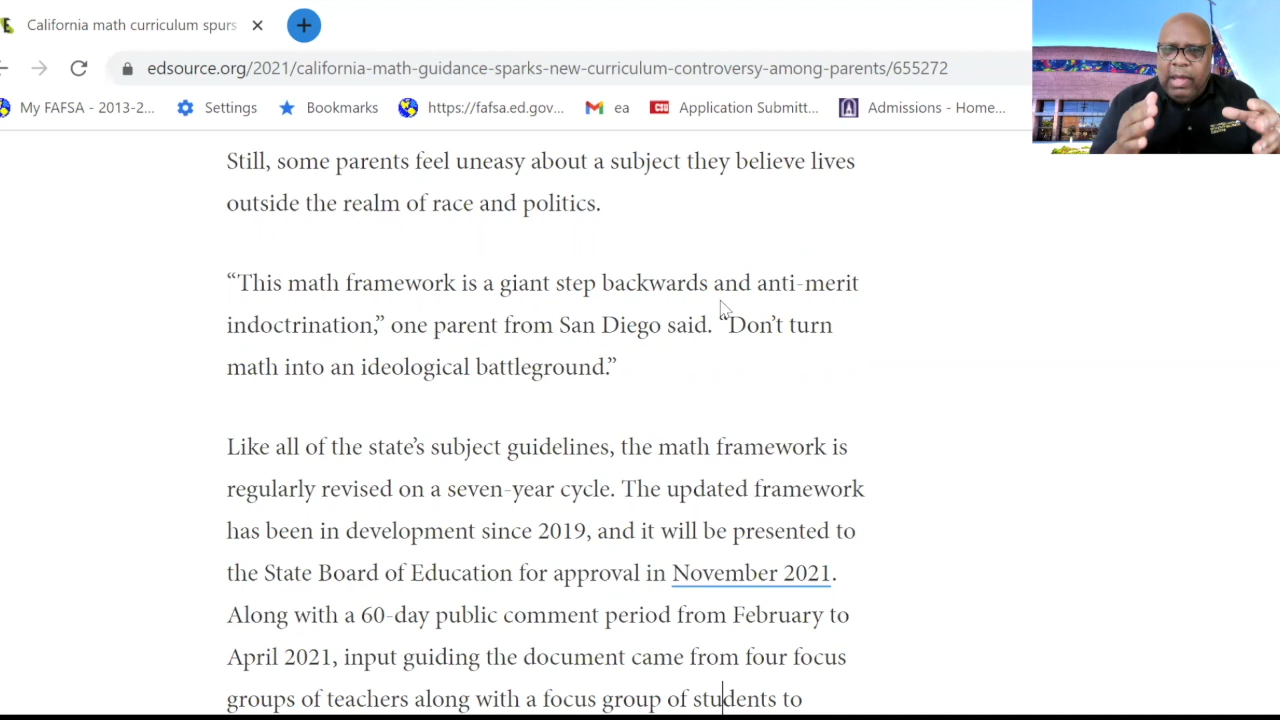 California math curriculum spurs
edsource.org/2021/california-math-guidance-sparks-new-curriculum-controversy-among-parents/655272
My FAFSA - 2013-2... Settings Bookmarks https://fafsa.ed.gov... ea CSU Application Submitt... Admissions - Home...
Still, some parents feel uneasy about a subject they believe lives
outside the realm of race and politics.
“This math framework is a giant step backwards and anti-merit
indoctrination,” one parent from San Diego said. “Don’t turn
math into an ideological battleground.”
Like all of the state’s subject guidelines, the math framework is
regularly revised on a seven-year cycle. The updated framework
has been in development since 2019, and it will be presented to
the State Board of Education for approval in November 2021.
Along with a 60-day public comment period from February to
April 2021, input guiding the document came from four focus
groups of teachers along with a focus group of students to